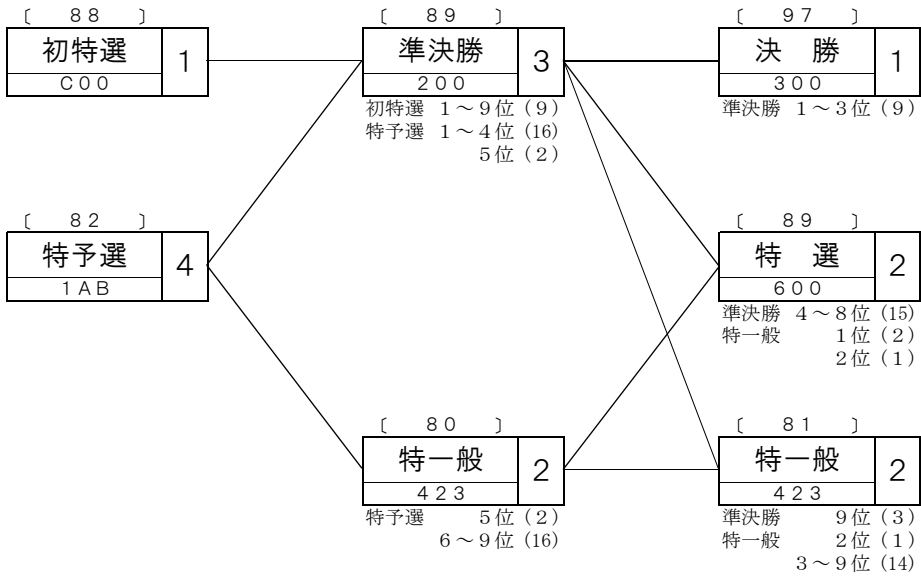 〔 88 〕
初特選 1
C00
〔 89 〕
準決勝 3
200
初特選 1～9位(9)
特予選 1～4位(16)
5位(2)
〔 97 〕
決 勝 1
300
準決勝 1～3位(9)
〔 82 〕
特予選 4
1AB
〔 89 〕
特 選 2
600
準決勝 4～8位(15)
特一般 1位(2)
2位(1)
〔 80 〕
特一般 2
423
特予選 5位(2)
6～9位(16)
〔 81 〕
特一般 2
423
準決勝 9位(3)
特一般 2位(1)
3～9位(14)